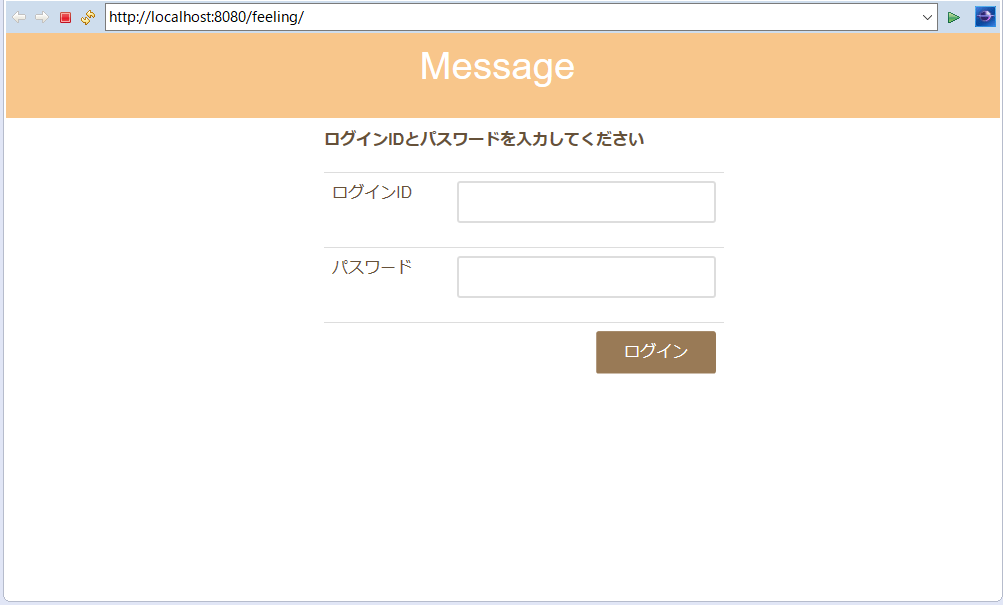 http://localhost:8080/feeling/
Message
ログインIDとパスワードを入力してください
ログインID
パスワード
ログイン